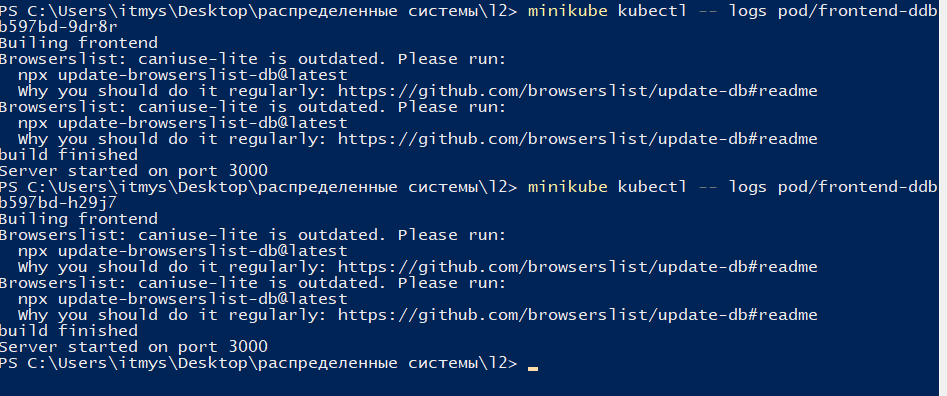 PS C:\Users\itmys\Desktop\распределенные системы\l2> minikube kubectl -- logs pod/frontend-ddb
b597bd-9dr8r
Builing frontend
Browserslist: caniuse-lite is outdated. Please run:
  npx update-browserslist-db@latest
  Why you should do it regularly: https://github.com/browserslist/update-db#readme
Browserslist: caniuse-lite is outdated. Please run:
  npx update-browserslist-db@latest
  Why you should do it regularly: https://github.com/browserslist/update-db#readme
build finished
Server started on port 3000
PS C:\Users\itmys\Desktop\распределенные системы\l2> minikube kubectl -- logs pod/frontend-ddb
b597bd-h29j7
Builing frontend
Browserslist: caniuse-lite is outdated. Please run:
  npx update-browserslist-db@latest
  Why you should do it regularly: https://github.com/browserslist/update-db#readme
Browserslist: caniuse-lite is outdated. Please run:
  npx update-browserslist-db@latest
  Why you should do it regularly: https://github.com/browserslist/update-db#readme
build finished
Server started on port 3000
PS C:\Users\itmys\Desktop\распределенные системы\l2>